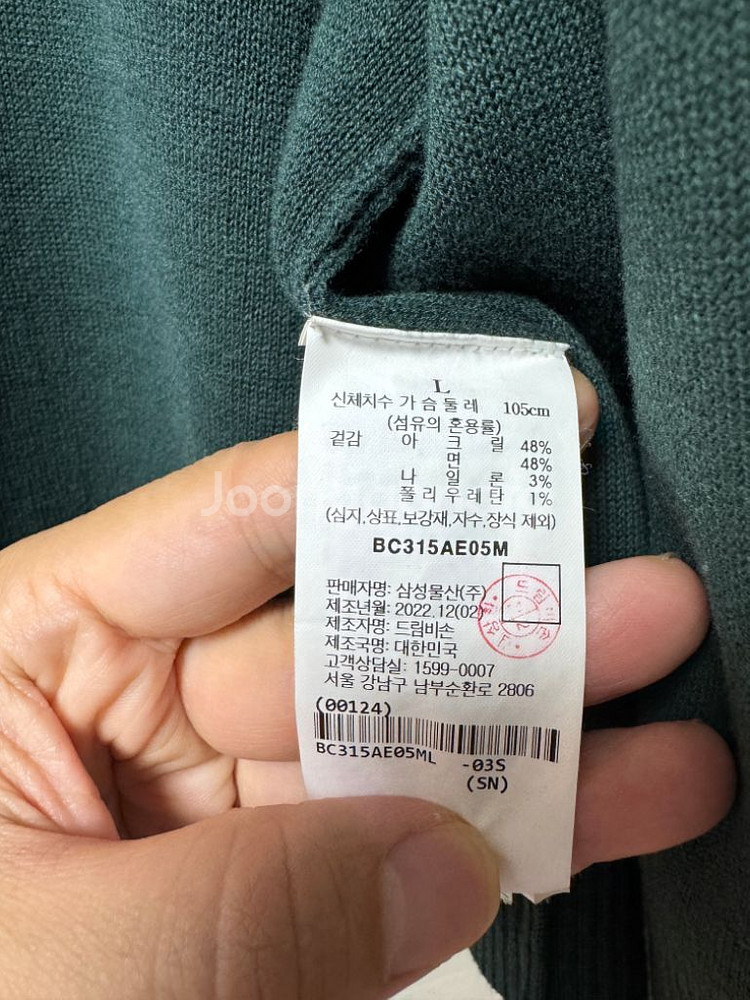 L
신체치수 가 슴 둘 레 105cm
(섬유의 혼용률)
겉감 아 크 릴 48%
면 48%
나 일 론 3%
폴 리 우 레 탄 1%
(심지,상표,보강재,자수,장식 제외)
BC315AE05M
판매자명: 삼성물산(주)
제조년월: 2022.12(02)
제조자명: 드림비손
제조국명: 대한민국
고객상담실: 1599-0007
서울 강남구 남부순환로 2806
(00124)
BC315AE05ML -03S
(SN)